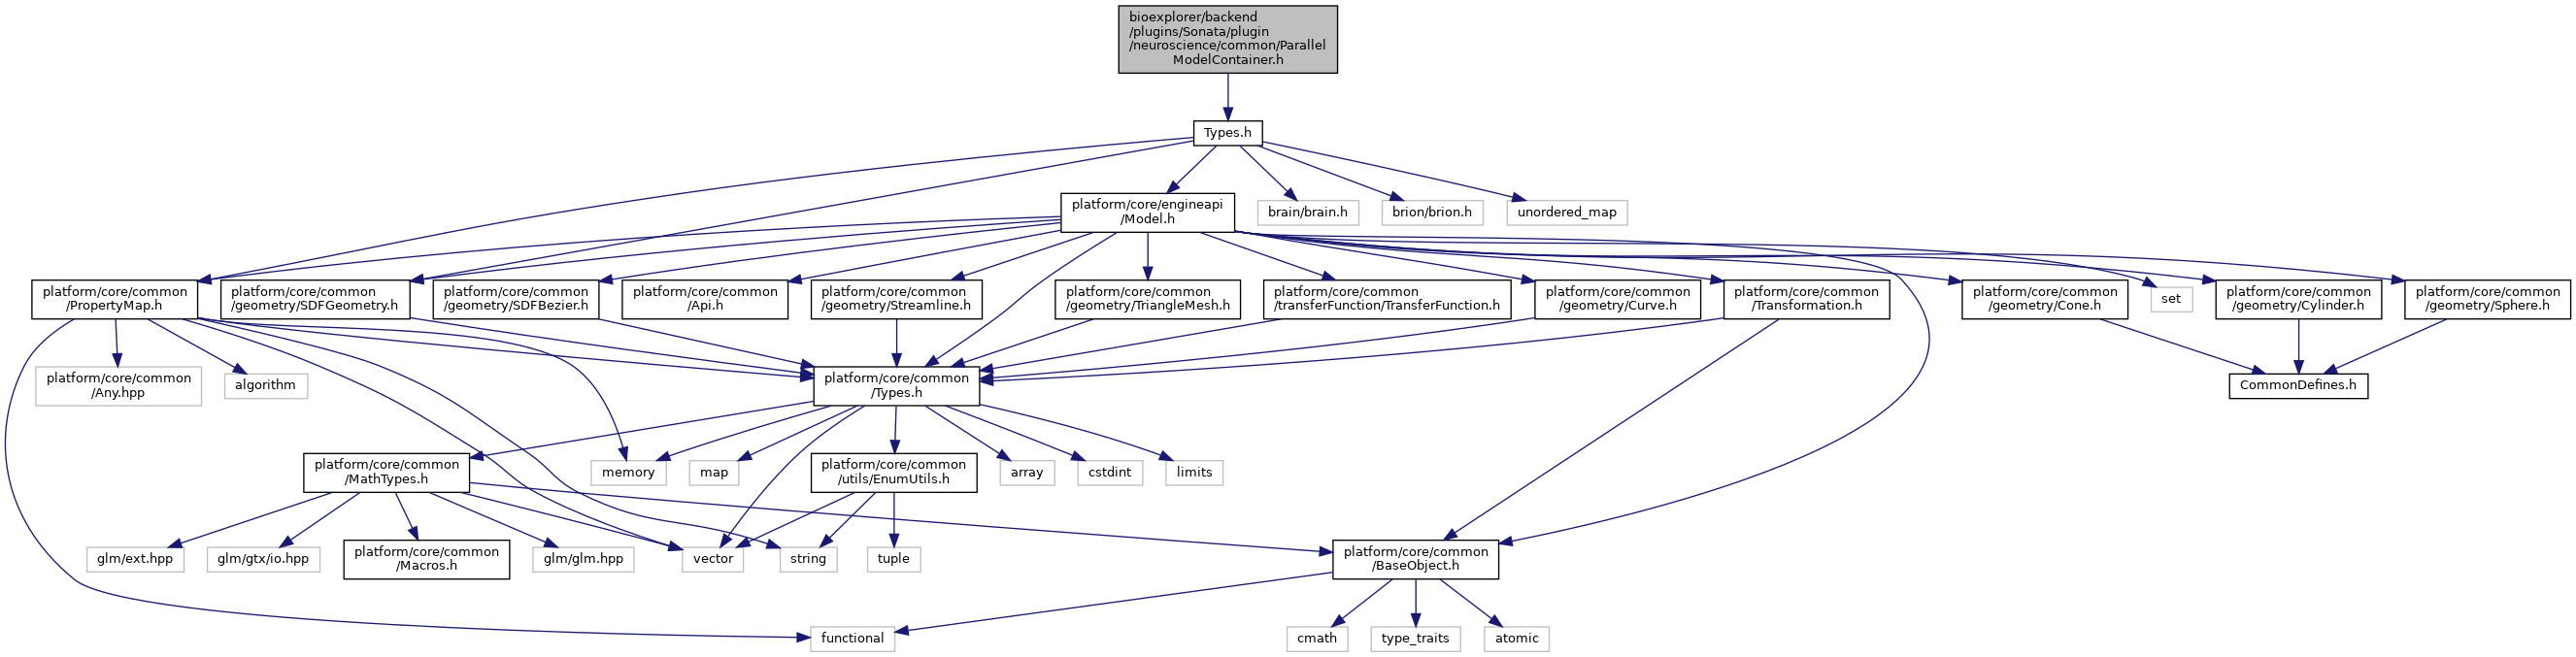 bioexplorer/backend
/plugins/Sonata/plugin
/neuroscience/common/Parallel
ModelContainer.h
Types.h
platform/core/engineapi
/Model.h
brain/brain.h
brion/brion.h
unordered_map
platform/core/common
/PropertyMap.h
platform/core/common
/geometry/SDFGeometry.h
platform/core/common
/geometry/SDFBezier.h
platform/core/common
/Api.h
platform/core/common
/geometry/Streamline.h
platform/core/common
/geometry/TriangleMesh.h
platform/core/common
/transferFunction/TransferFunction.h
platform/core/common
/geometry/Curve.h
platform/core/common
/Transformation.h
platform/core/common
/geometry/Cone.h
set
platform/core/common
/geometry/Cylinder.h
platform/core/common
/geometry/Sphere.h
platform/core/common
/Any.hpp
algorithm
platform/core/common
/Types.h
CommonDefines.h
platform/core/common
/MathTypes.h
memory
map
platform/core/common
/utils/EnumUtils.h
array
cstdint
limits
glm/ext.hpp
glm/gtx/io.hpp
platform/core/common
/Macros.h
glm/glm.hpp
vector
string
tuple
platform/core/common
/BaseObject.h
functional
cmath
type_traits
atomic